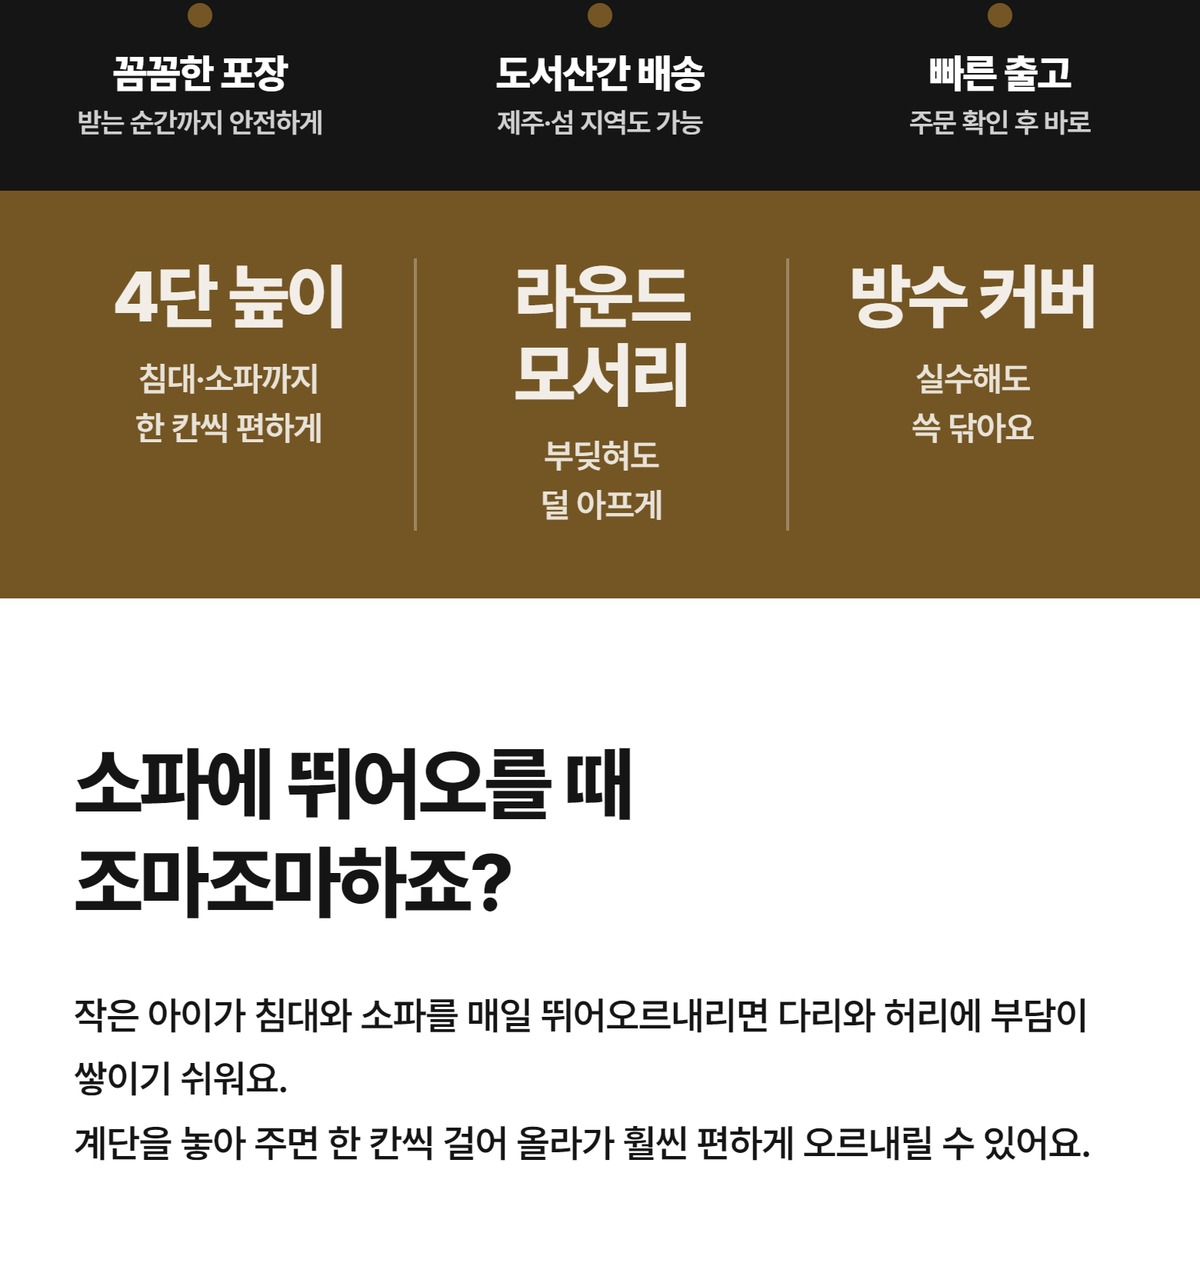 꼼꼼한 포장
받는 순간까지 안전하게
도서산간 배송
제주·섬 지역도 가능
빠른 출고
주문 확인 후 바로
4단 높이
침대·소파까지
한 칸씩 편하게
라운드
모서리
부딪혀도
덜 아프게
방수 커버
실수해도
쓱 닦아요
소파에 뛰어오를 때
조마조마하죠?
작은 아이가 침대와 소파를 매일 뛰어오르내리면 다리와 허리에 부담이
쌓이기 쉬워요.
계단을 놓아 주면 한 칸씩 걸어 올라가 훨씬 편하게 오르내릴 수 있어요.